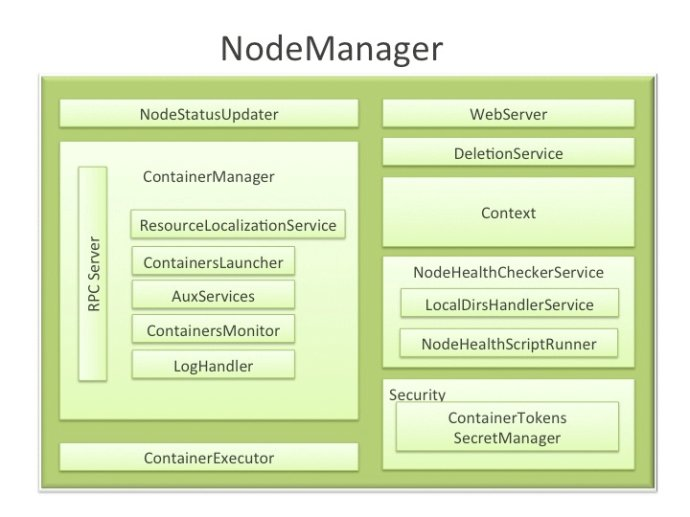 NodeManager
NodeStatusUpdater
ContainerManager
RPC Server
ResourceLocalizationService
ContainersLauncher
AuxServices
ContainersMonitor
LogHandler
ContainerExecutor
WebServer
DeletionService
Context
NodeHealthCheckerService
LocalDirsHandlerService
NodeHealthScriptRunner
Security
ContainerTokens
SecretManager